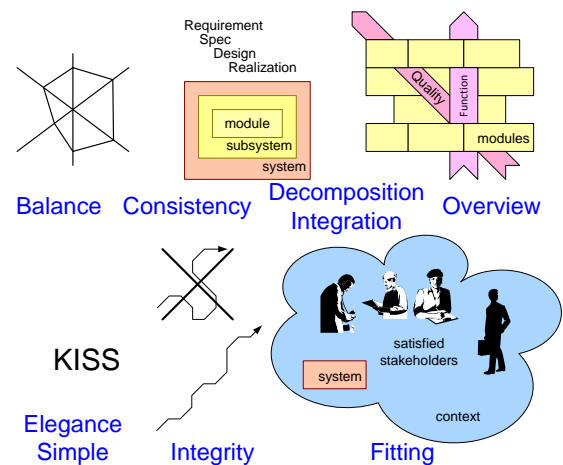 Requirement
Spec
Design
Realization
module
subsystem
system
Quality
Function
modules
Balance
Consistency
Decomposition
Integration
Overview
KISS
satisfied
stakeholders
system
context
Elegance
Simple
Integrity
Fitting